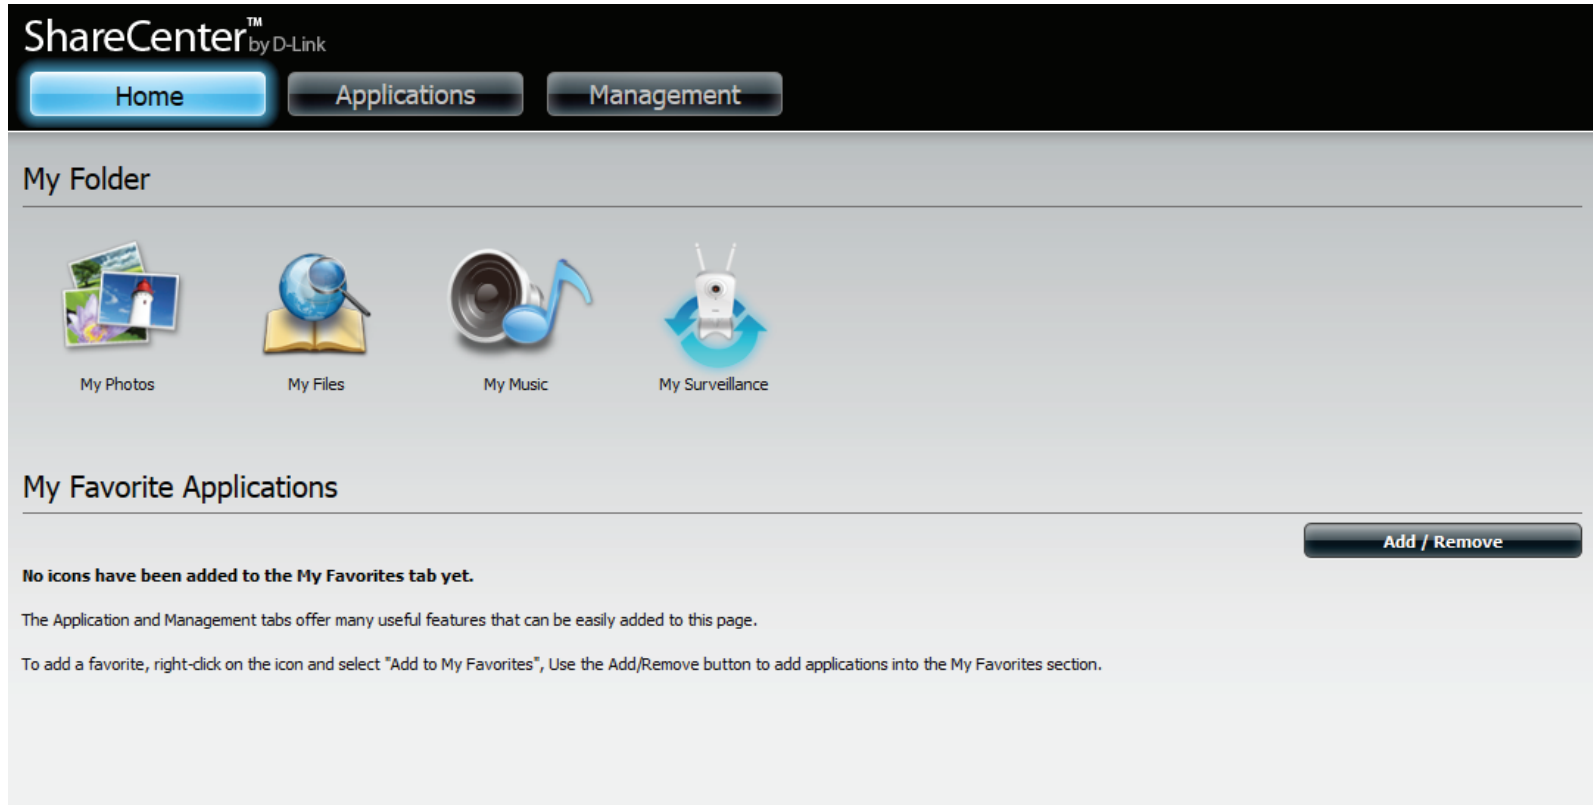 ShareCenter™ by D-Link
Home Applications Management
My Folder
My Photos My Files My Music My Surveillance
My Favorite Applications
Add / Remove
No icons have been added to the My Favorites tab yet.
The Application and Management tabs offer many useful features that can be easily added to this page.
To add a favorite, right-click on the icon and select "Add to My Favorites", Use the Add/Remove button to add applications into the My Favorites section.